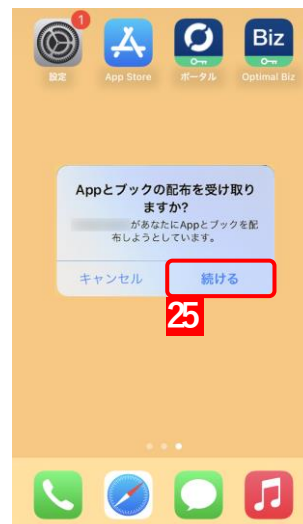 1
Biz
設定
App Store
ポータル
Optimal Biz
Appとブックの配布を受け取り
ますか?
があなたにAppとブックを配
布しようとしています。
キャンセル
続ける
25